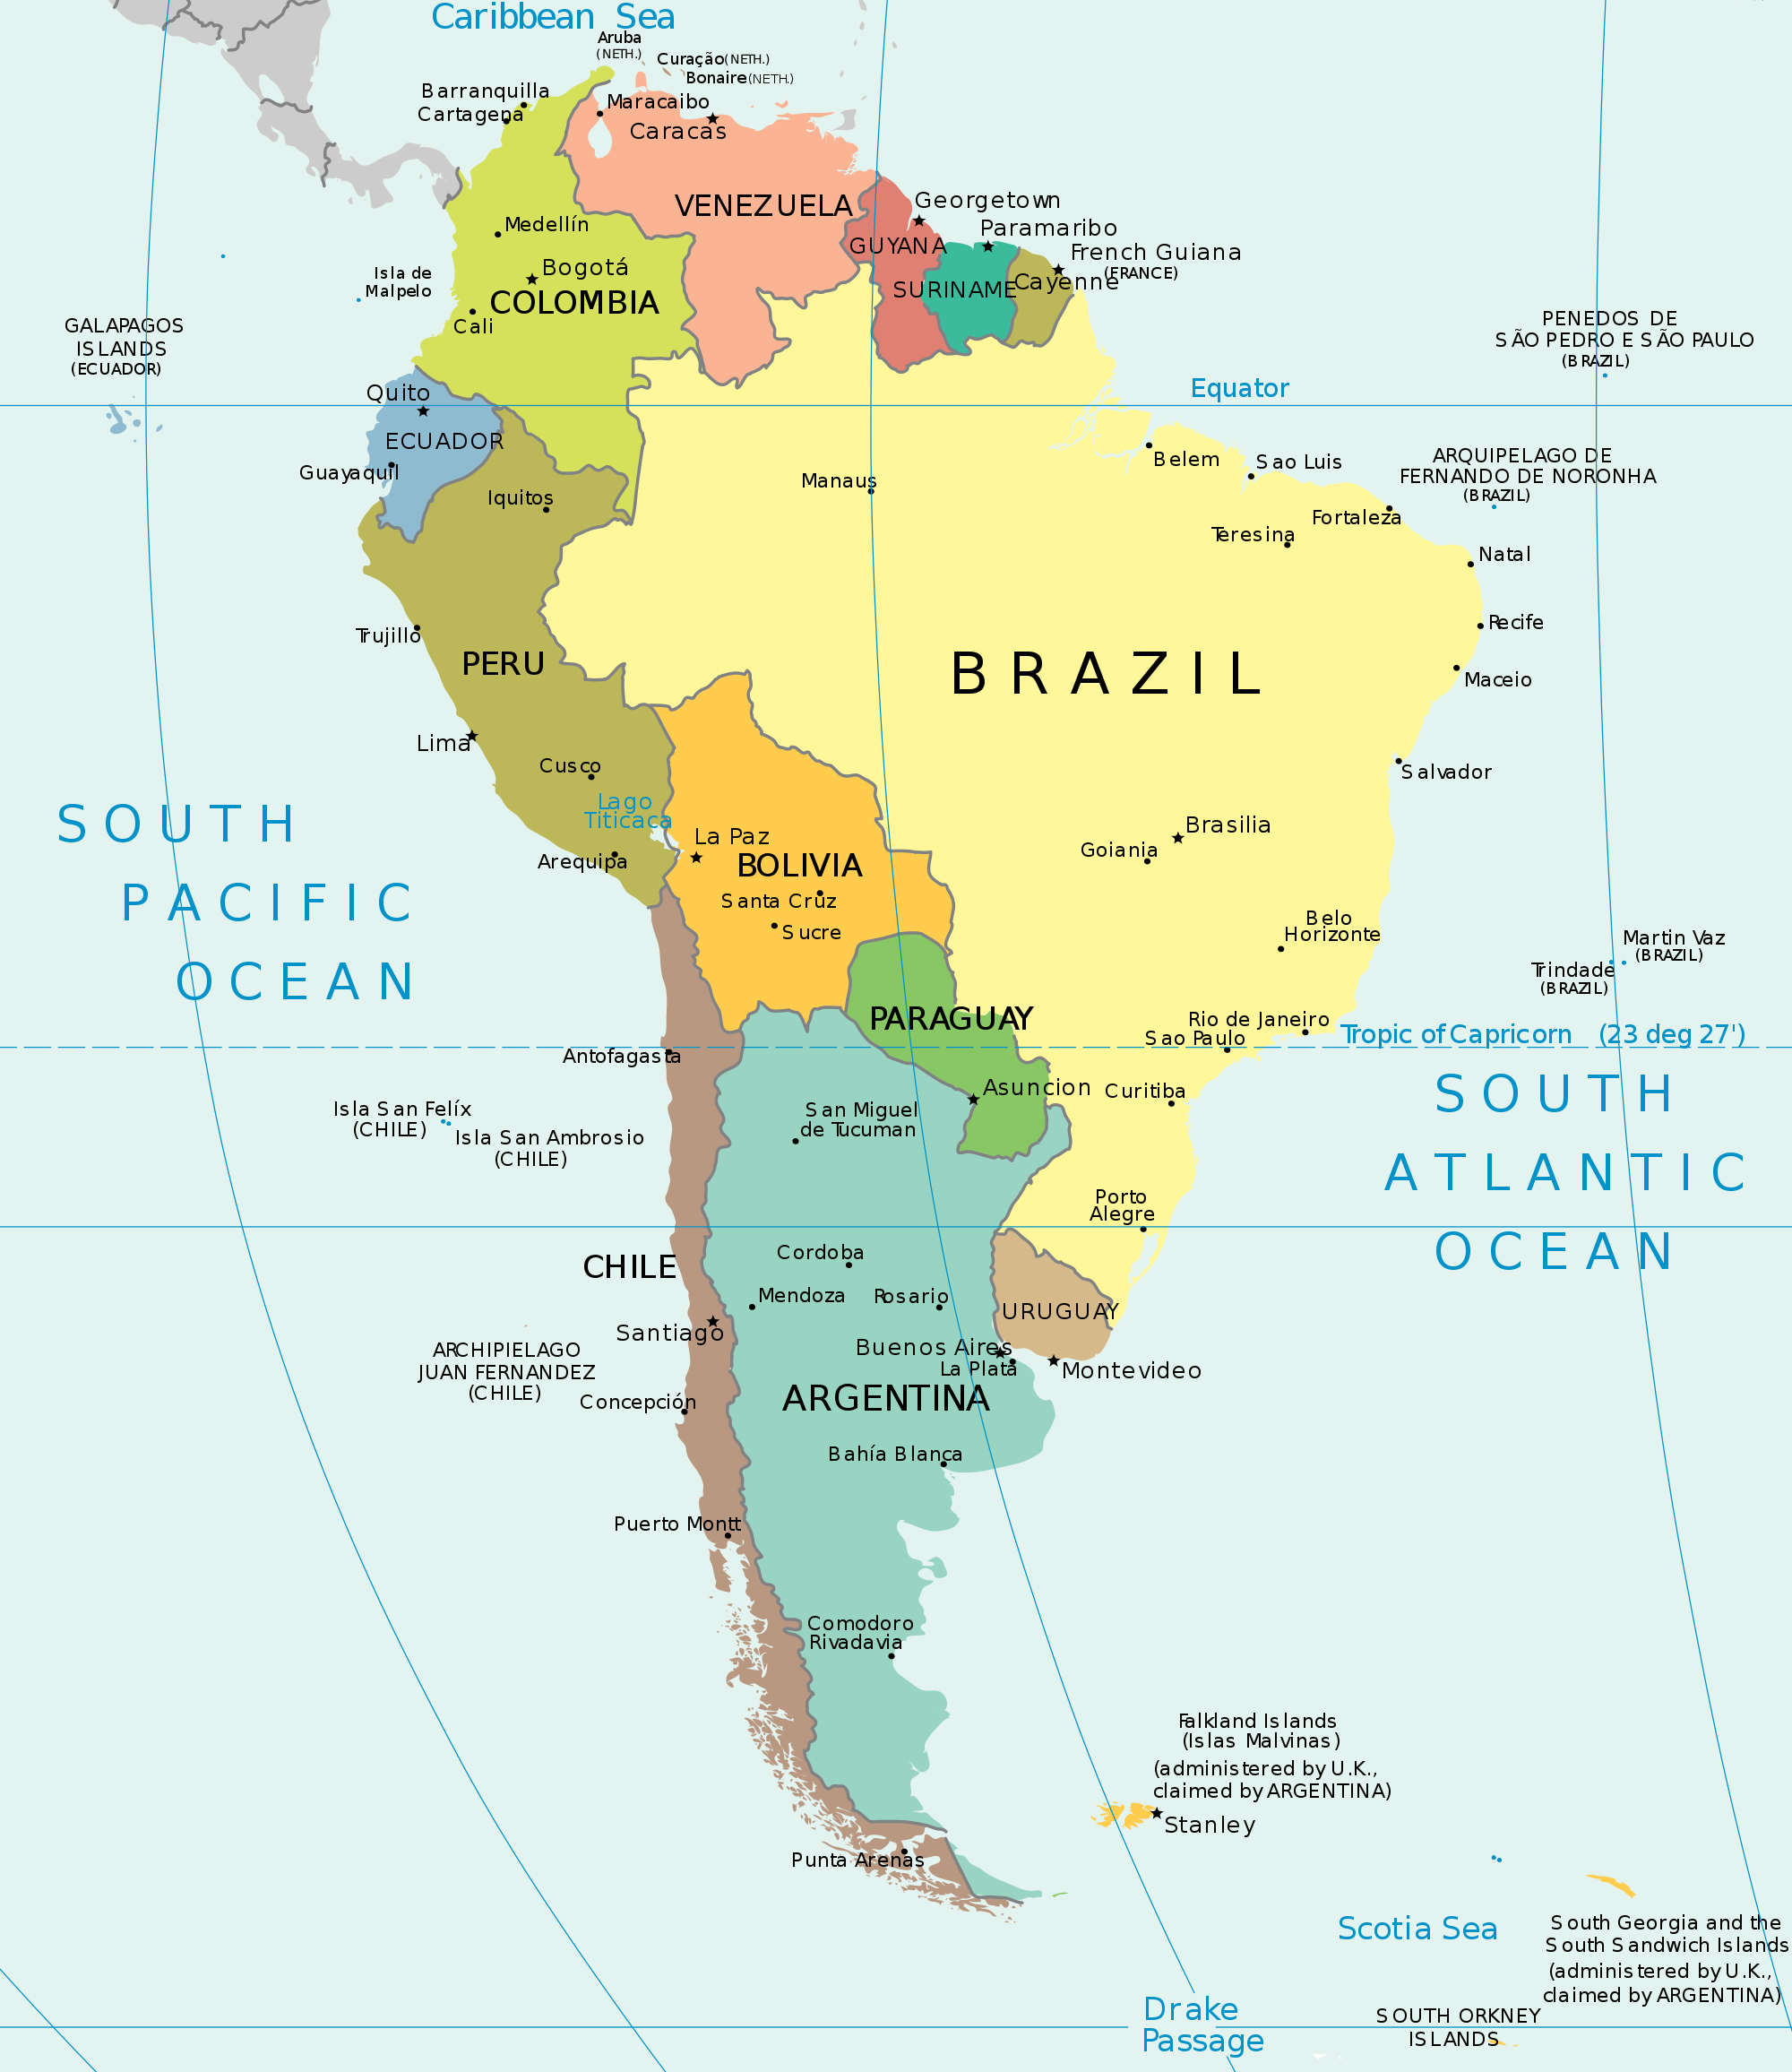 Caribbean Sea
Aruba
(NETH.)
Curaçao(NETH.)
Bonaire(NETH.)
Barranquilla
Cartagena
Maracaibo
Caracas
VENEZUELA
Georgetown
Paramaribo
GUYANA
French Guiana
(FRANCE)
Cayenne
SURINAME
Medellín
Bogotá
COLOMBIA
Cali
Isla de
Malpelo
GALAPAGOS
ISLANDS
(ECUADOR)
PENEDOS DE
SÃO PEDRO E SÃO PAULO
(BRAZIL)
Quito
Equator
ECUADOR
Guayaquil
Iquitos
Manaus
Belem
Sao Luis
ARQUIPELAGO DE
FERNANDO DE NORONHA
(BRAZIL)
Teresina
Fortaleza
Natal
Recife
Maceio
Trujillo
PERU
BRAZIL
Lima
Cusco
Salvador
Lago
Titicaca
SOUTH
PACIFIC
OCEAN
La Paz
BOLIVIA
Arequipa
Santa Cruz
Sucre
Brasilia
Goiania
Belo
Horizonte
Martin Vaz
(BRAZIL)
Trindade
(BRAZIL)
PARAGUAY
Rio de Janeiro
Sao Paulo
Tropic of Capricorn (23 deg 27')
Antofagasta
Asuncion
Curitiba
SOUTH
ATLANTIC
OCEAN
Isla San Felíx
(CHILE)
Isla San Ambrosio
(CHILE)
San Miguel
de Tucuman
Porto
Alegre
CHILE
Cordoba
Mendoza
Rosario
URUGUAY
Santiago
Buenos Aires
La Plata
Montevideo
ARCHIPIELAGO
JUAN FERNANDEZ
(CHILE)
ARGENTINA
Concepción
Bahía Blanca
Puerto Montt
Comodoro
Rivadavia
Falkland Islands
(Islas Malvinas)
(administered by U.K.,
claimed by ARGENTINA)
Stanley
Punta Arenas
Scotia Sea
South Georgia and the
South Sandwich Islands
(administered by U.K.,
claimed by ARGENTINA)
Drake
Passage
SOUTH ORKNEY
ISLANDS